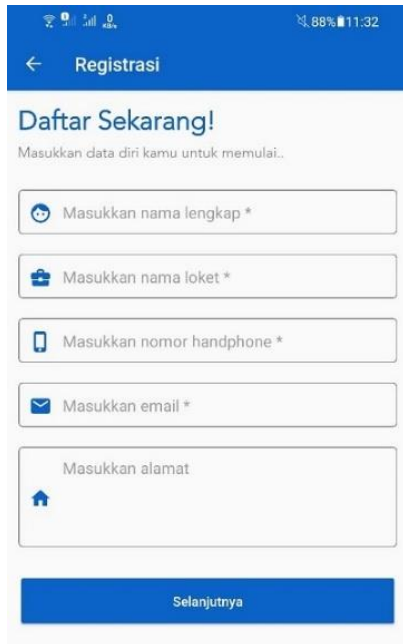 88% 11:32
Registrasi
Daftar Sekarang!
Masukkan data diri kamu untuk memulai..
Masukkan nama lengkap *
Masukkan nama loket *
Masukkan nomor handphone *
Masukkan email *
Masukkan alamat
Selanjutnya